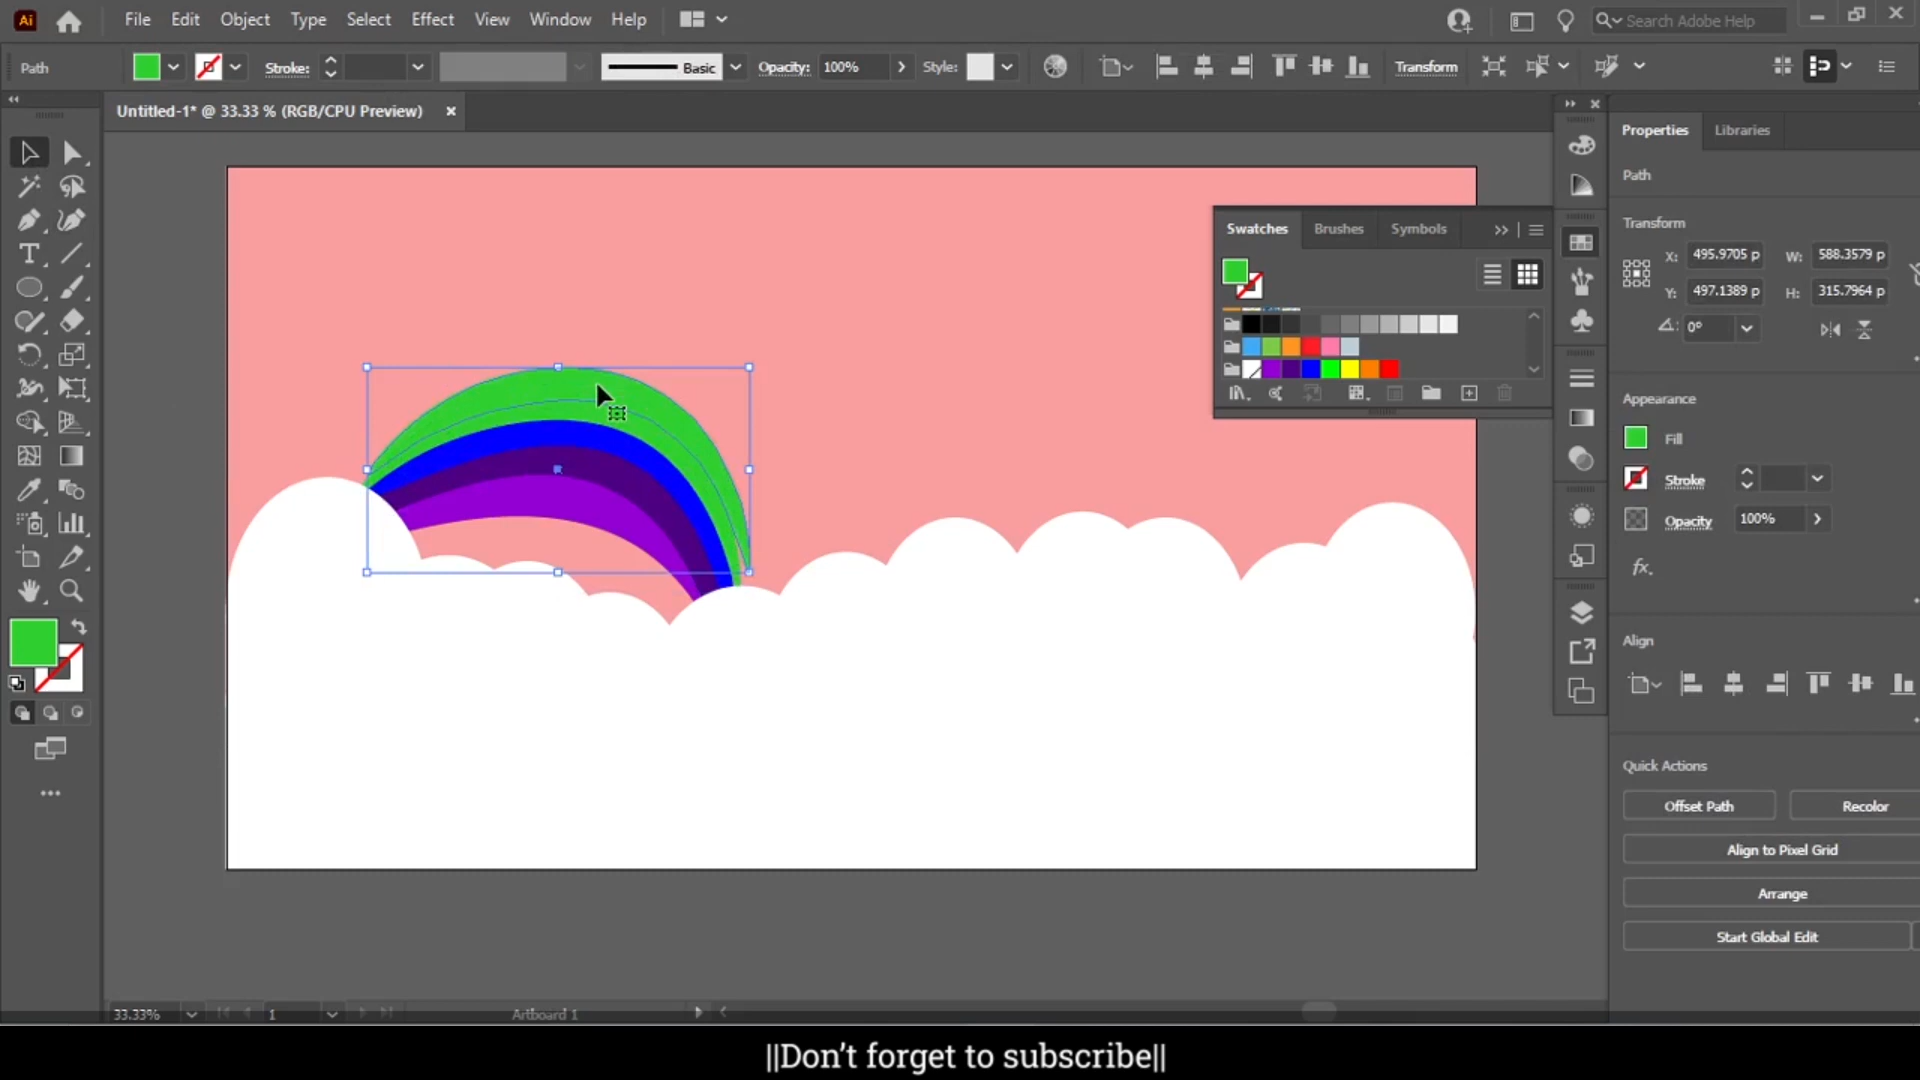 Ai File Edit Object Type Select Effect View Window Help Search Adobe Help
Path Stroke: Basic Opacity: 100% Style: Transform
Untitled-1* @ 33.33 % (RGB/CPU Preview) ×
Properties Libraries
Path
Transform
X: 495.9705 p W: 588.3579 p
Y: 497.1389 p H: 315.7964 p
0°
Swatches Brushes Symbols
Appearance
Fill
Stroke
Opacity 100%
fx.
Align
Quick Actions
Offset Path Recolor
Align to Pixel Grid
Arrange
Start Global Edit
33.33% 1 Artboard 1
||Don't forget to subscribe||